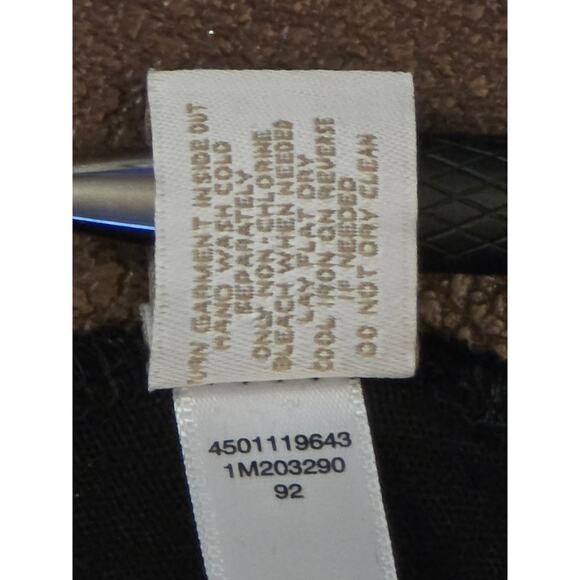 TURN GARMENT INSIDE OUT
HAND WASH COLD
SEPARATELY
ONLY NON-CHLORINE
BLEACH WHEN NEEDED
LAY FLAT DRY
COOL IRON ON REVERSE
IF NEEDED
DO NOT DRY CLEAN
4501119643
1M203290
92